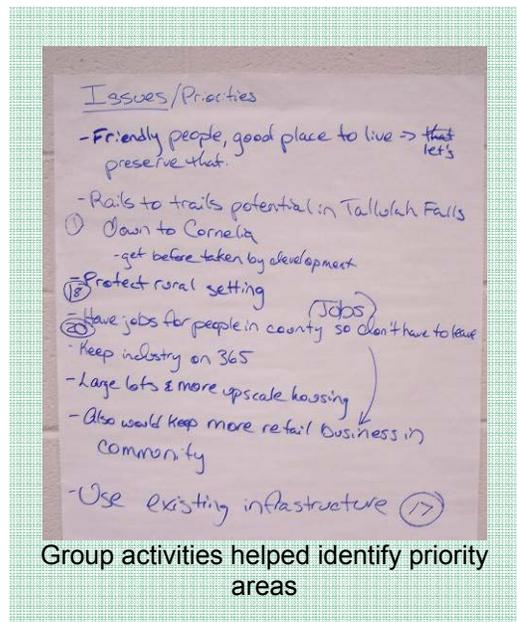 Issues/Priorities
- Friendly people, good place to live -> that
let's
preserve that.
- Rails to trails potential in Tallulah Falls
① down to Cornelia
- get before taken by development
- Protect rural setting
⑱
(Jobs)
- Have jobs for people in county so don't have to leave
⑳
- Keep industry on 365
- Large lots & more upscale housing
- Also would keep more retail business in
community
- Use existing infrastructure ⑰
Group activities helped identify priority
areas